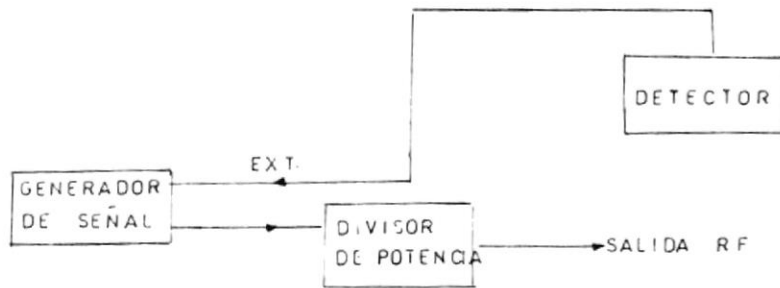 DETECTOR
EXT.
GENERADOR
DE SEÑAL
DIVISOR
DE POTENCIA
SALIDA RF